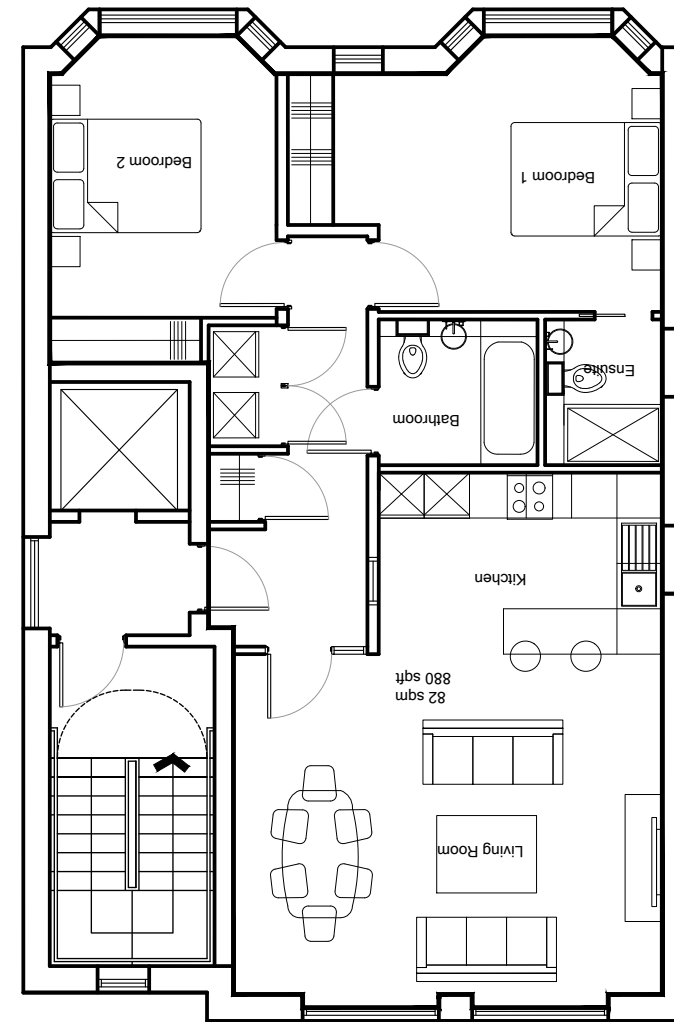 Living Room
82 sqm
880 sqft
Kitchen
Bathroom
Ensuite
Bedroom 1
Bedroom 2